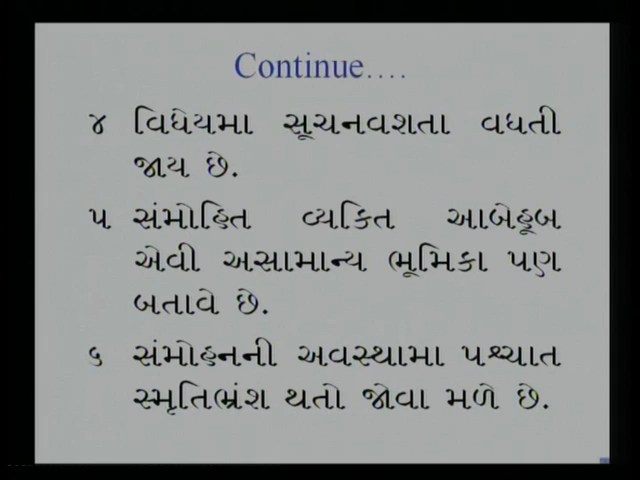 Continue....
૪ વિધેયમા સૂચનવશતા વધતી
જાય છે.
૫ સંમોહિત વ્યકિત આબેહૂબ
એવી અસામાન્ય ભૂમિકા પણ
બતાવે છે.
૬ સંમોહનની અવસ્થામા પશ્ચાત
સ્મૃતિભ્રંશ થતો જોવા મળે છે.